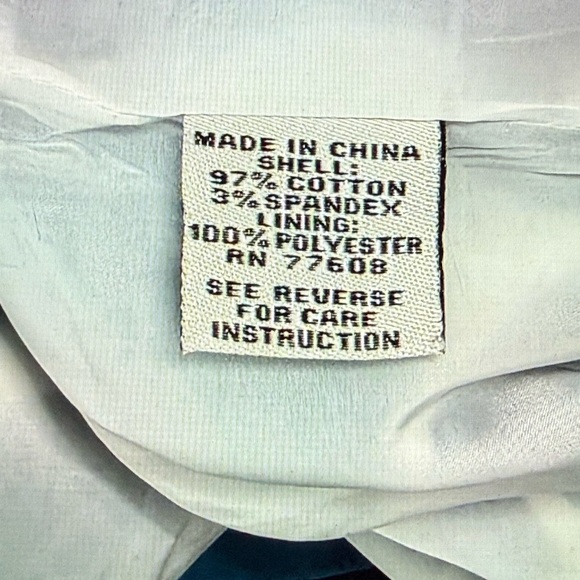 MADE IN CHINA
SHELL:
97% COTTON
3% SPANDEX
LINING:
100% POLYESTER
RN 77608
SEE REVERSE
FOR CARE
INSTRUCTION